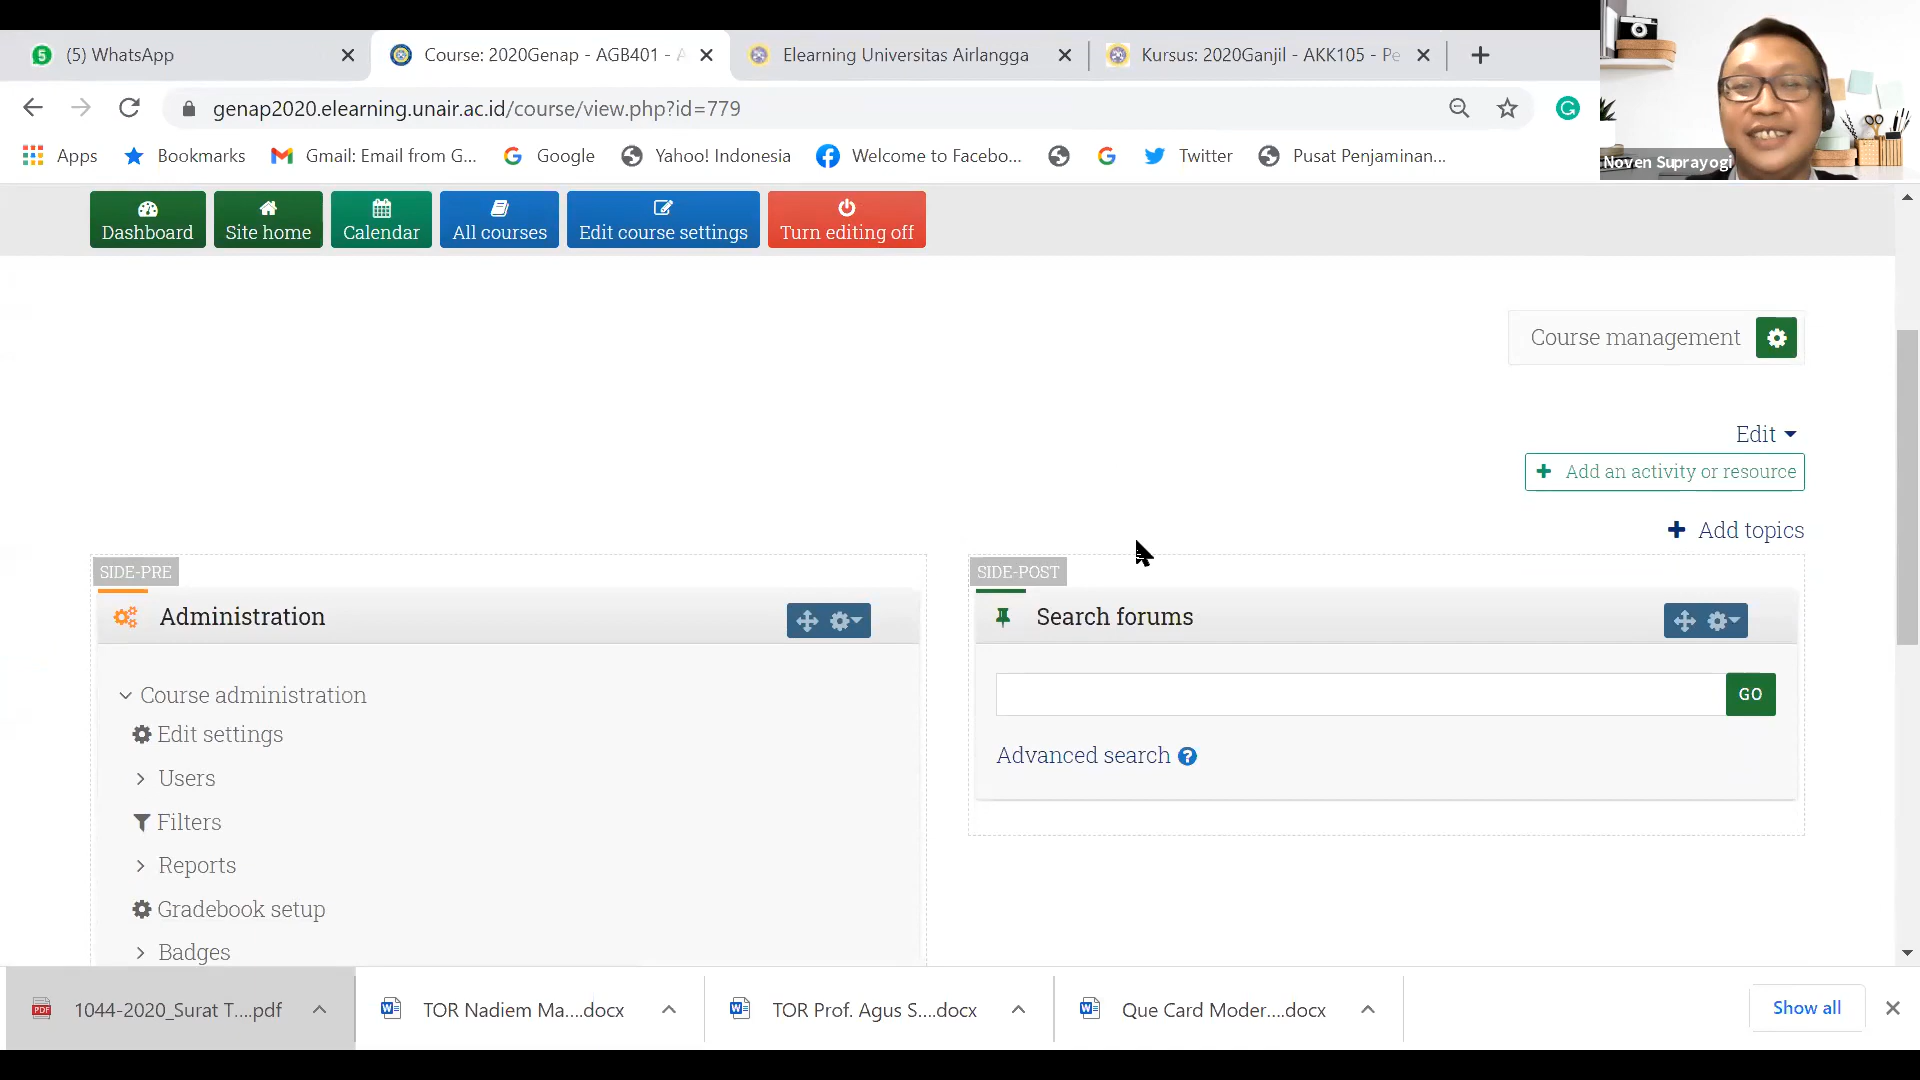 (5) WhatsApp
Course: 2020Genap - AGB401 -
Elearning Universitas Airlangga
Kursus: 2020Ganjil - AKK105 - Pe
genap2020.elearning.unair.ac.id/course/view.php?id=779
Apps
Bookmarks
Gmail: Email from G...
Google
Yahoo! Indonesia
Welcome to Facebo...
Twitter
Pusat Penjaminan...
Noven Suprayogi
Dashboard
Site home
Calendar
All courses
Edit course settings
Turn editing off
Course management
Edit
Add an activity or resource
Add topics
SIDE-PRE
Administration
Course administration
Edit settings
Users
Filters
Reports
Gradebook setup
Badges
SIDE-POST
Search forums
GO
Advanced search
1044-2020_Surat T....pdf
TOR Nadiem Ma....docx
TOR Prof. Agus S....docx
Que Card Moder....docx
Show all